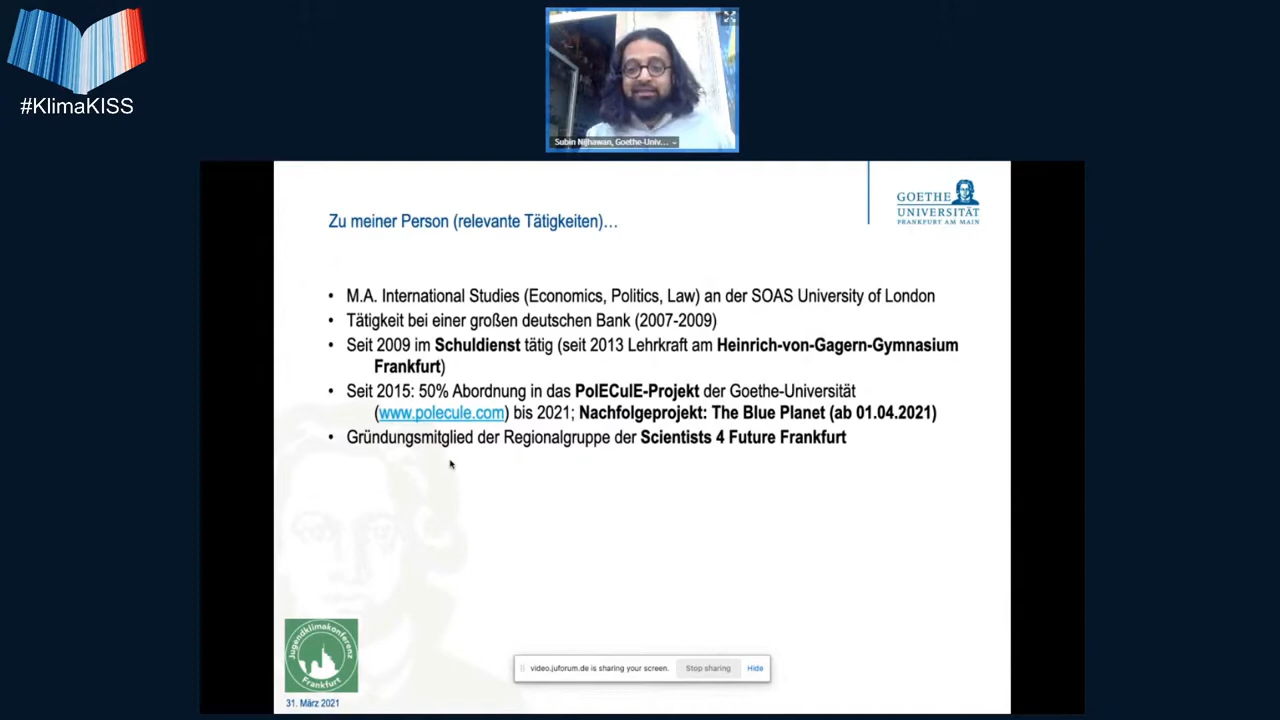 #KlimaKISS
Subin Nijhawan, Goethe-Univ...
GOETHE
UNIVERSITÄT
FRANKFURT AM MAIN
Zu meiner Person (relevante Tätigkeiten)…
• M.A. International Studies (Economics, Politics, Law) an der SOAS University of London
• Tätigkeit bei einer großen deutschen Bank (2007-2009)
• Seit 2009 im Schuldienst tätig (seit 2013 Lehrkraft am Heinrich-von-Gagern-Gymnasium
Frankfurt)
• Seit 2015: 50% Abordnung in das PolECulE-Projekt der Goethe-Universität
(www.polecule.com) bis 2021; Nachfolgeprojekt: The Blue Planet (ab 01.04.2021)
• Gründungsmitglied der Regionalgruppe der Scientists 4 Future Frankfurt
Jugendklimakonferenz
Frankfurt
video.juforum.de is sharing your screen.
Stop sharing
Hide
31. März 2021